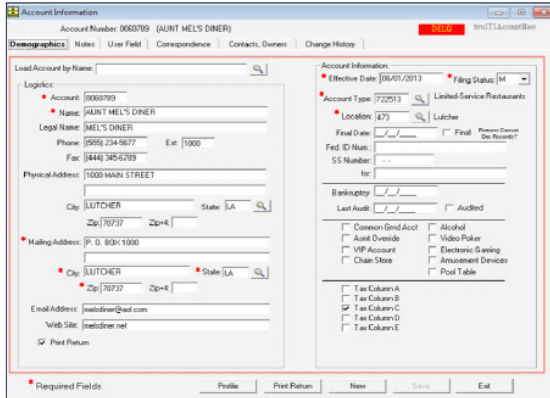 Account Information
Account Number: 0060789 (AUNT MEL'S DINER)
DELQ
Demographics Notes User Field Correspondence Contacts, Owners Change History
Load Account by Name:
Logistics:
* Account: 0060789
* Name: AUNT MEL'S DINER
Legal Name: MEL'S DINER
Phone: (555) 234-5677 Ext: 1000
Fax: (444) 345-6789
Physical Address: 1000 MAIN STREET
City: LUTCHER State: LA
Zip: 70737 Zip+4:
* Mailing Address: P. O. BOX 1000
* City: LUTCHER * State: LA
* Zip: 70737 Zip+4:
Email Address: melsdiner@aol.com
Web Site: melsdiner.net
Print Return
Account Information:
* Effective Date: 08/01/2013 * Filing Status: M
* Account Type: 722513 Limited-Service Restaurants
* Location: 473 Lutcher
Final Date: __/__/____ Final
Fed. ID Num.:
SS Number: - -
for:
Bankruptcy __/__/____
Last Audit: __/__/____ Audited
Common Grnd Acct Alcohol
Asmt Override Video Poker
VIP Account Electronic Gaming
Chain Store Amusement Devices
Pool Table
Tax Column A
Tax Column B
Tax Column C
Tax Column D
Tax Column E
* Required Fields
Profile Print Return New Save Exit